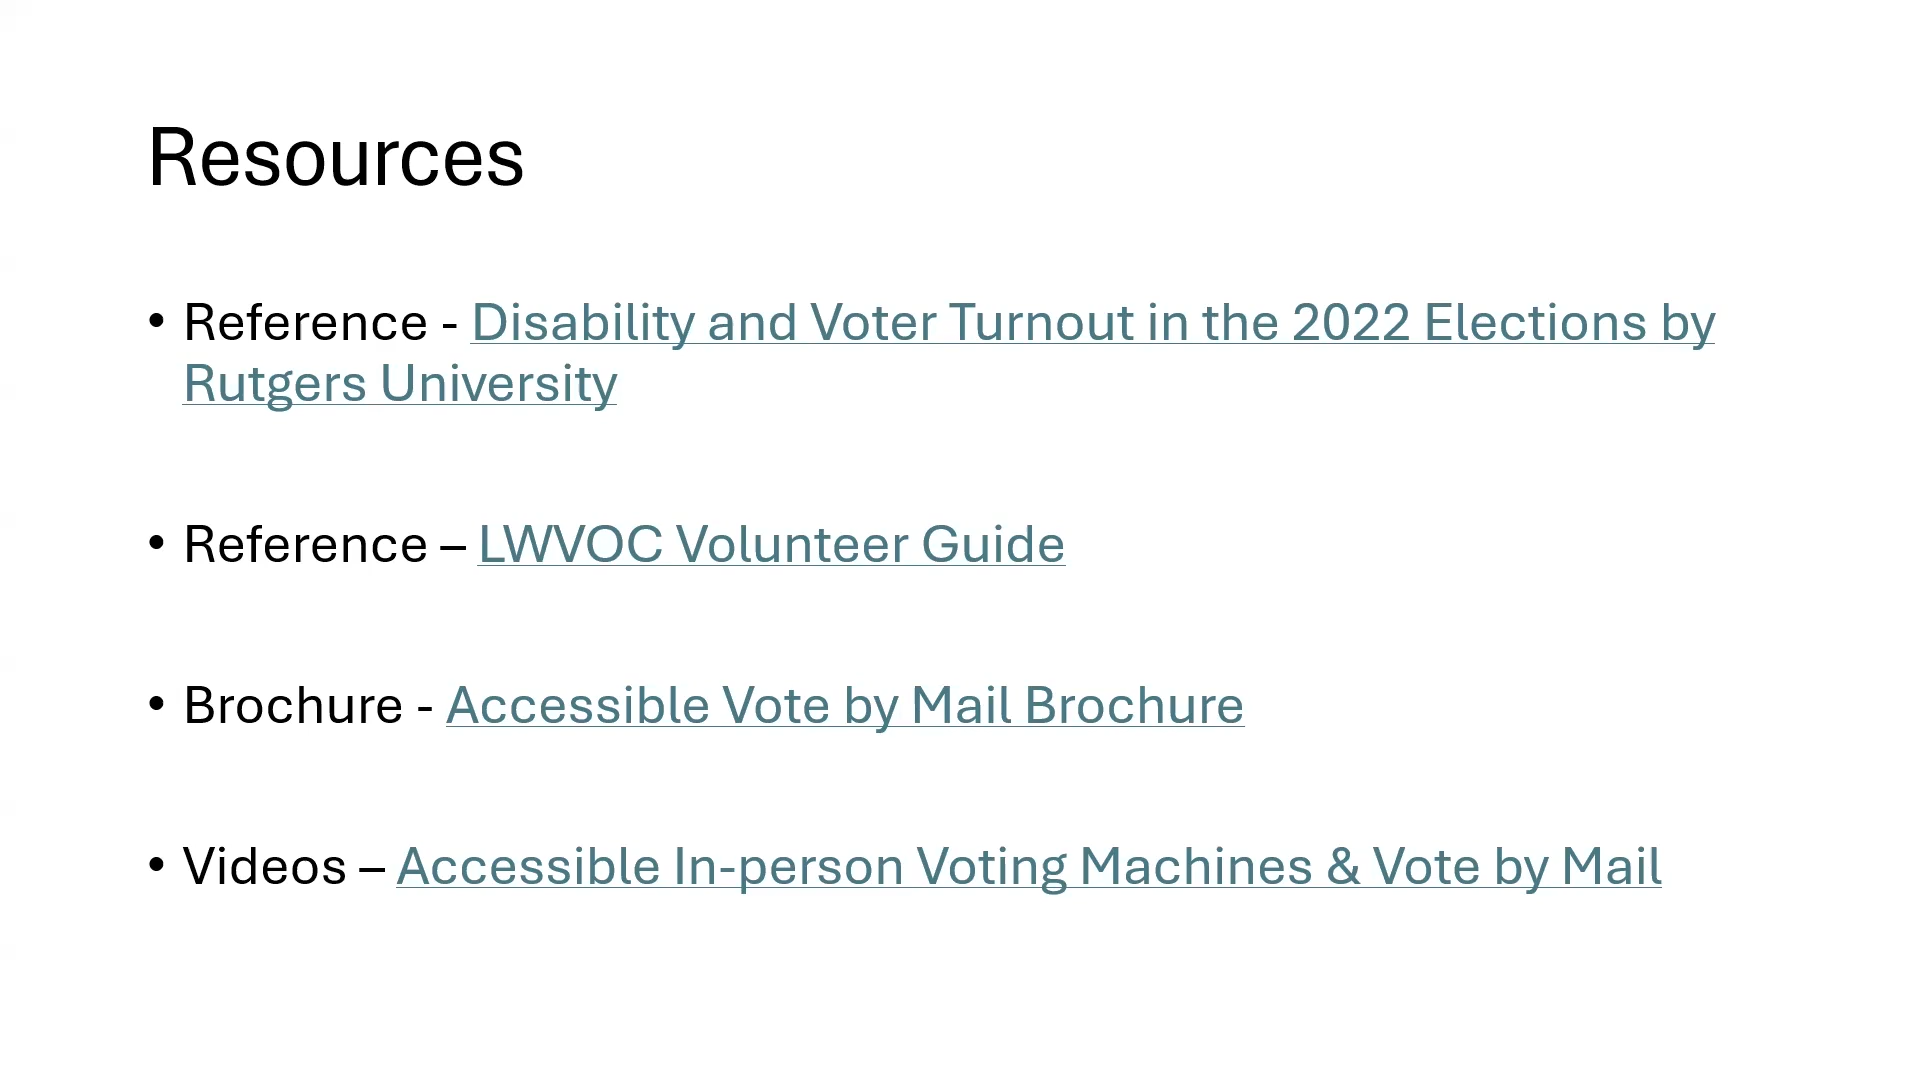 Resources
• Reference - Disability and Voter Turnout in the 2022 Elections by
Rutgers University
• Reference – LWVOC Volunteer Guide
• Brochure - Accessible Vote by Mail Brochure
• Videos – Accessible In-person Voting Machines & Vote by Mail